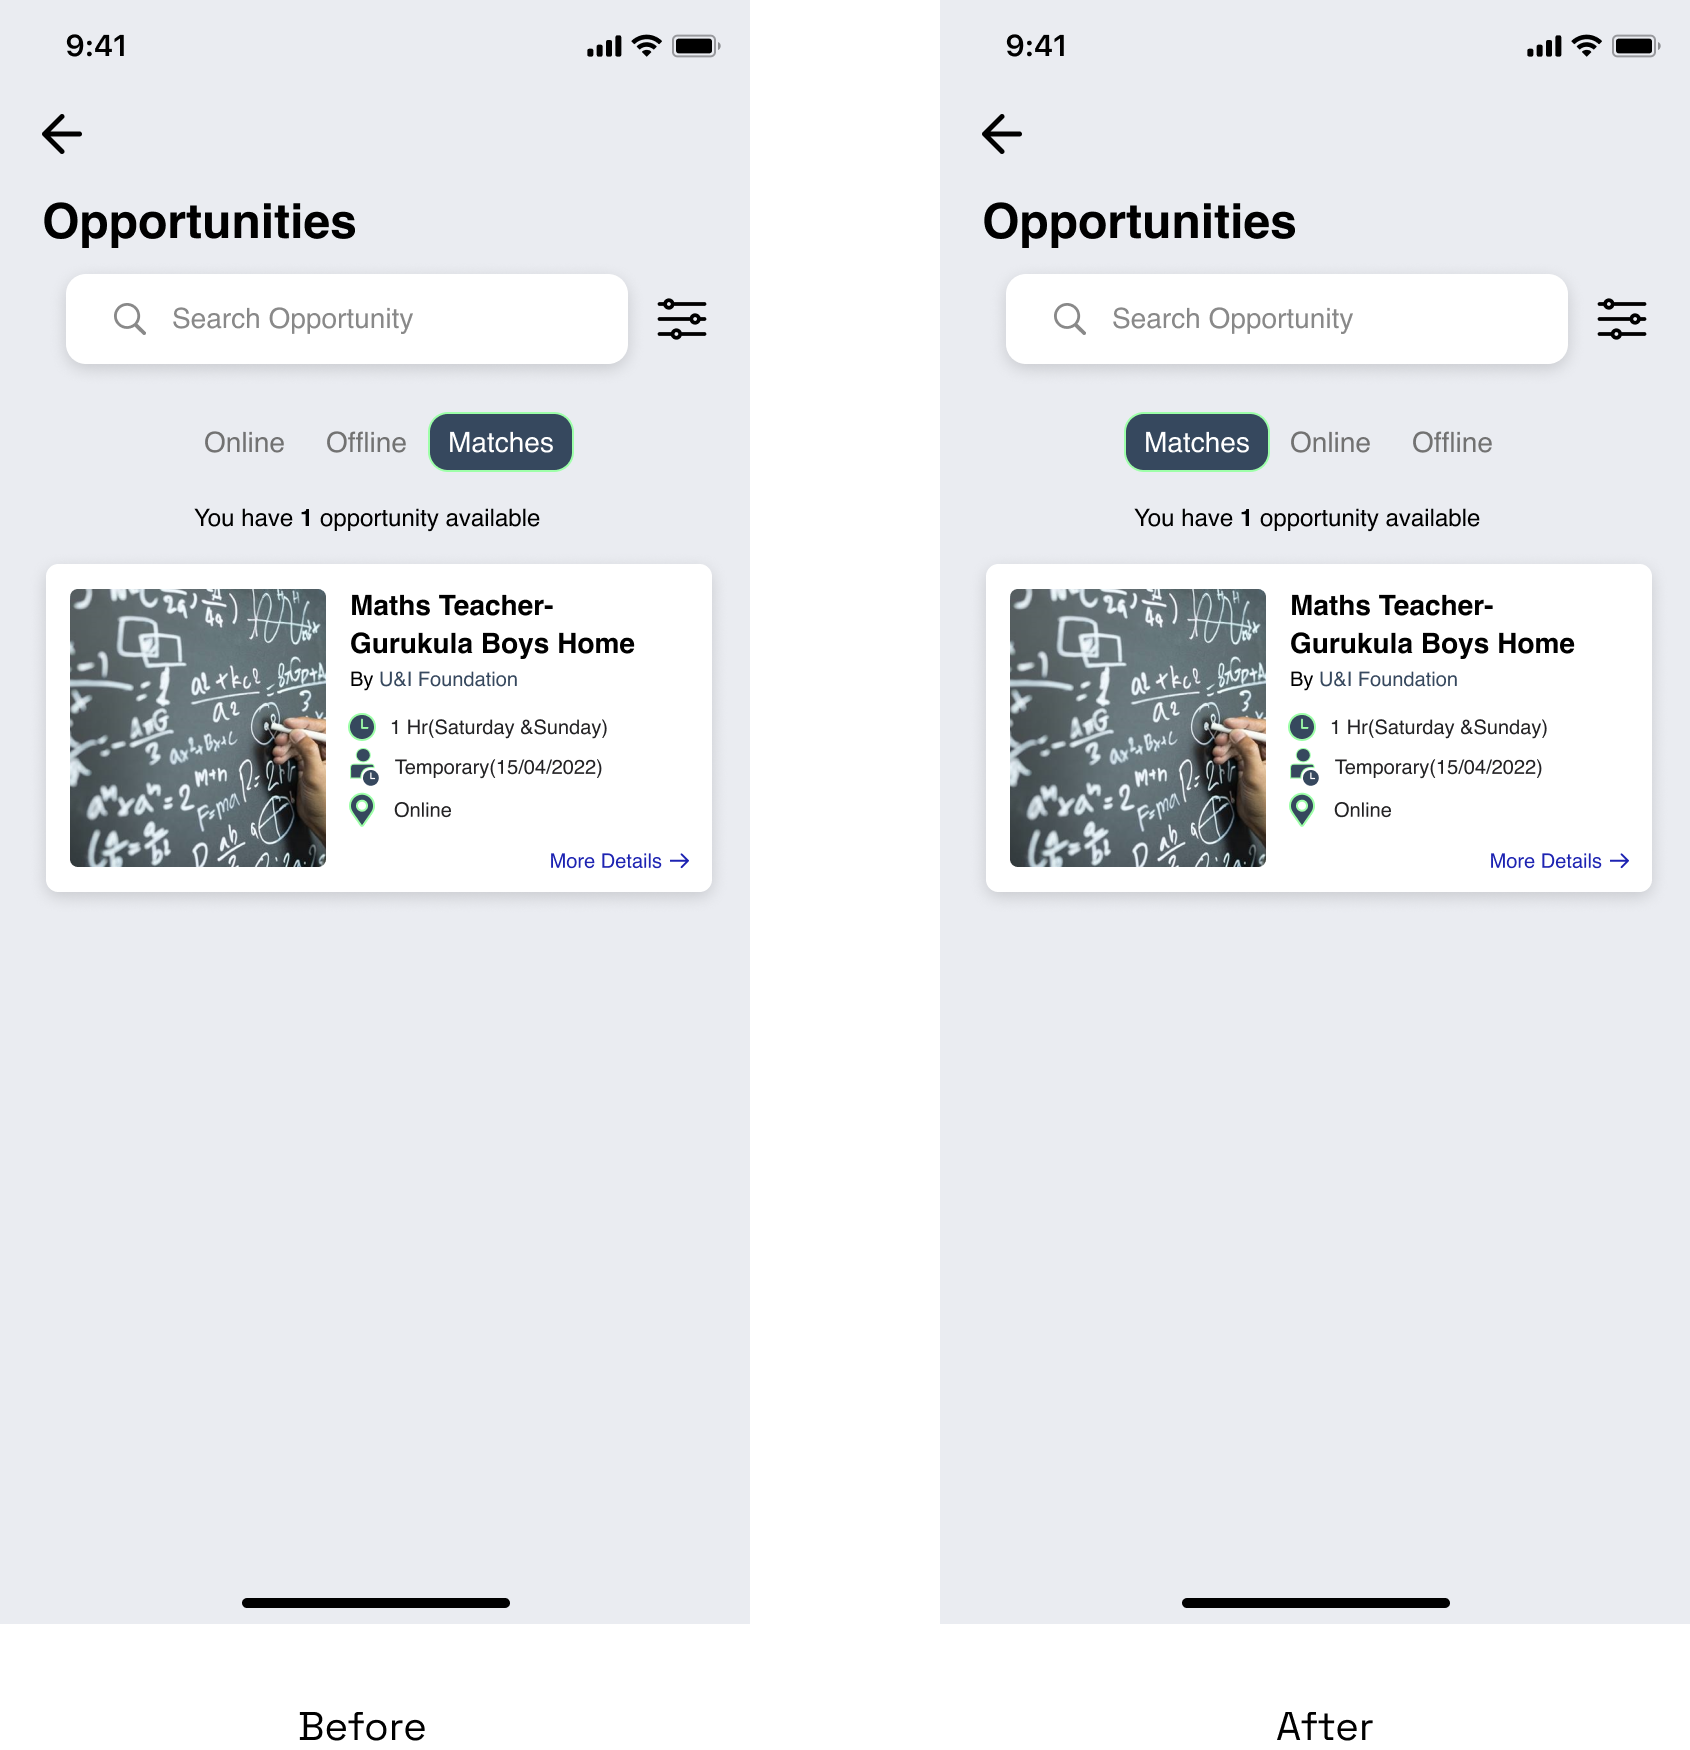 9:41
Opportunities
Search Opportunity
Online Offline Matches
You have 1 opportunity available
Maths Teacher-
Gurukula Boys Home
By U&I Foundation
1 Hr(Saturday &Sunday)
Temporary(15/04/2022)
Online
More Details →
Before
9:41
Opportunities
Search Opportunity
Matches Online Offline
You have 1 opportunity available
Maths Teacher-
Gurukula Boys Home
By U&I Foundation
1 Hr(Saturday &Sunday)
Temporary(15/04/2022)
Online
More Details →
After